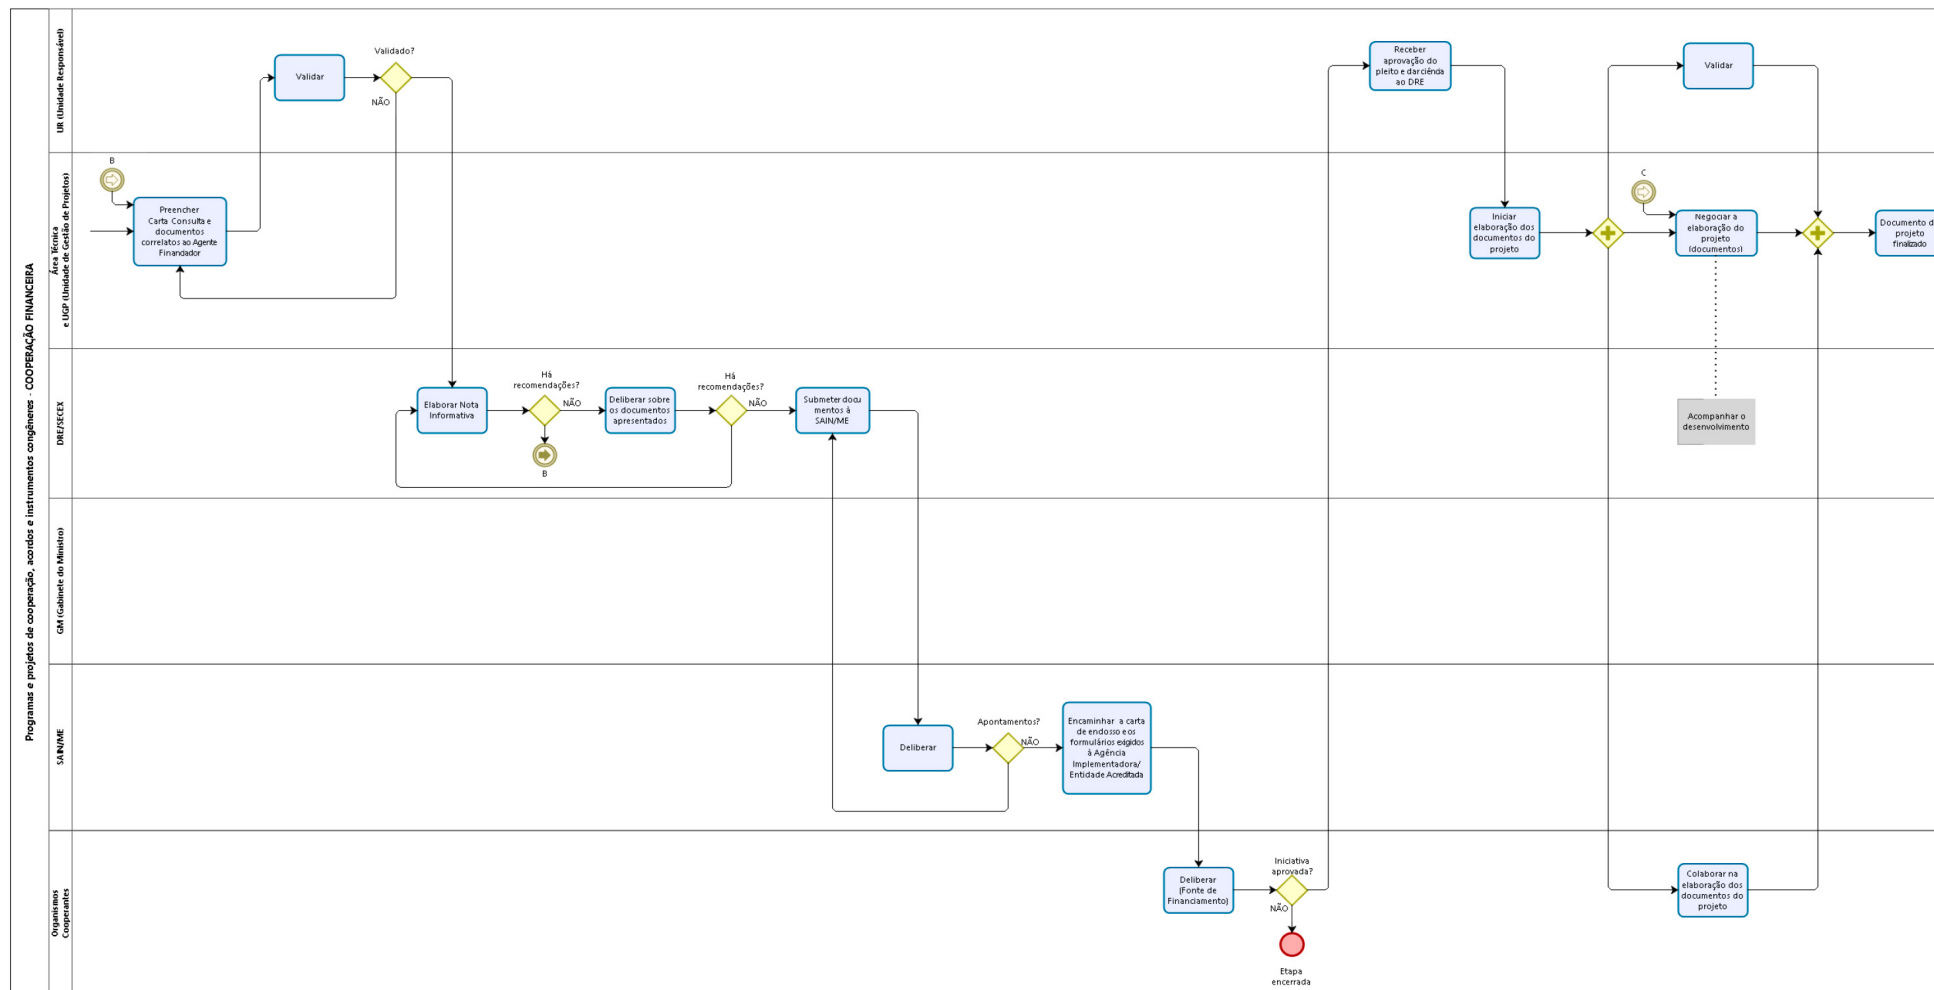 Programas e projetos de cooperação, acordos e instrumentos congêneres - COOPERAÇÃO FINANCEIRA
UR (Unidade Responsável)
Validar
Validado?
NÃO
Receber
aprovação do
pleito e darciênda
ao DRE
Validar
Área Técnica
e UGP (Unidade de Gestão de Projetos)
B
Preencher
Carta Consulta e
documentos
correlatos ao Agente
Finandador
Iniciar
elaboração dos
documentos do
projeto
C
Negociar a
elaboração do
projeto
(documentos)
Documento d
projeto
finalizado
DRE/SECEX
Elaborar Nota
Informativa
Há
recomendações?
NÃO
B
Deliberar sobre
os documentos
apresentados
Há
recomendações?
NÃO
Submeter docu
mentos à
SAIN/ME
Acompanhar o
desenvolvimento
GM (Gabinete do Ministro)
SAIN/ME
Deliberar
Apontamentos?
NÃO
Encaminhar a carta
de endosso e os
formulários exigidos
à Agência
Implementadora/
Entidade Acreditada
Organismos
Cooperantes
Deliberar
(Fonte de
Financiamento)
Iniciativa
aprovada?
NÃO
Etapa
encerrada
Colaborar na
elaboração dos
documentos do
projeto